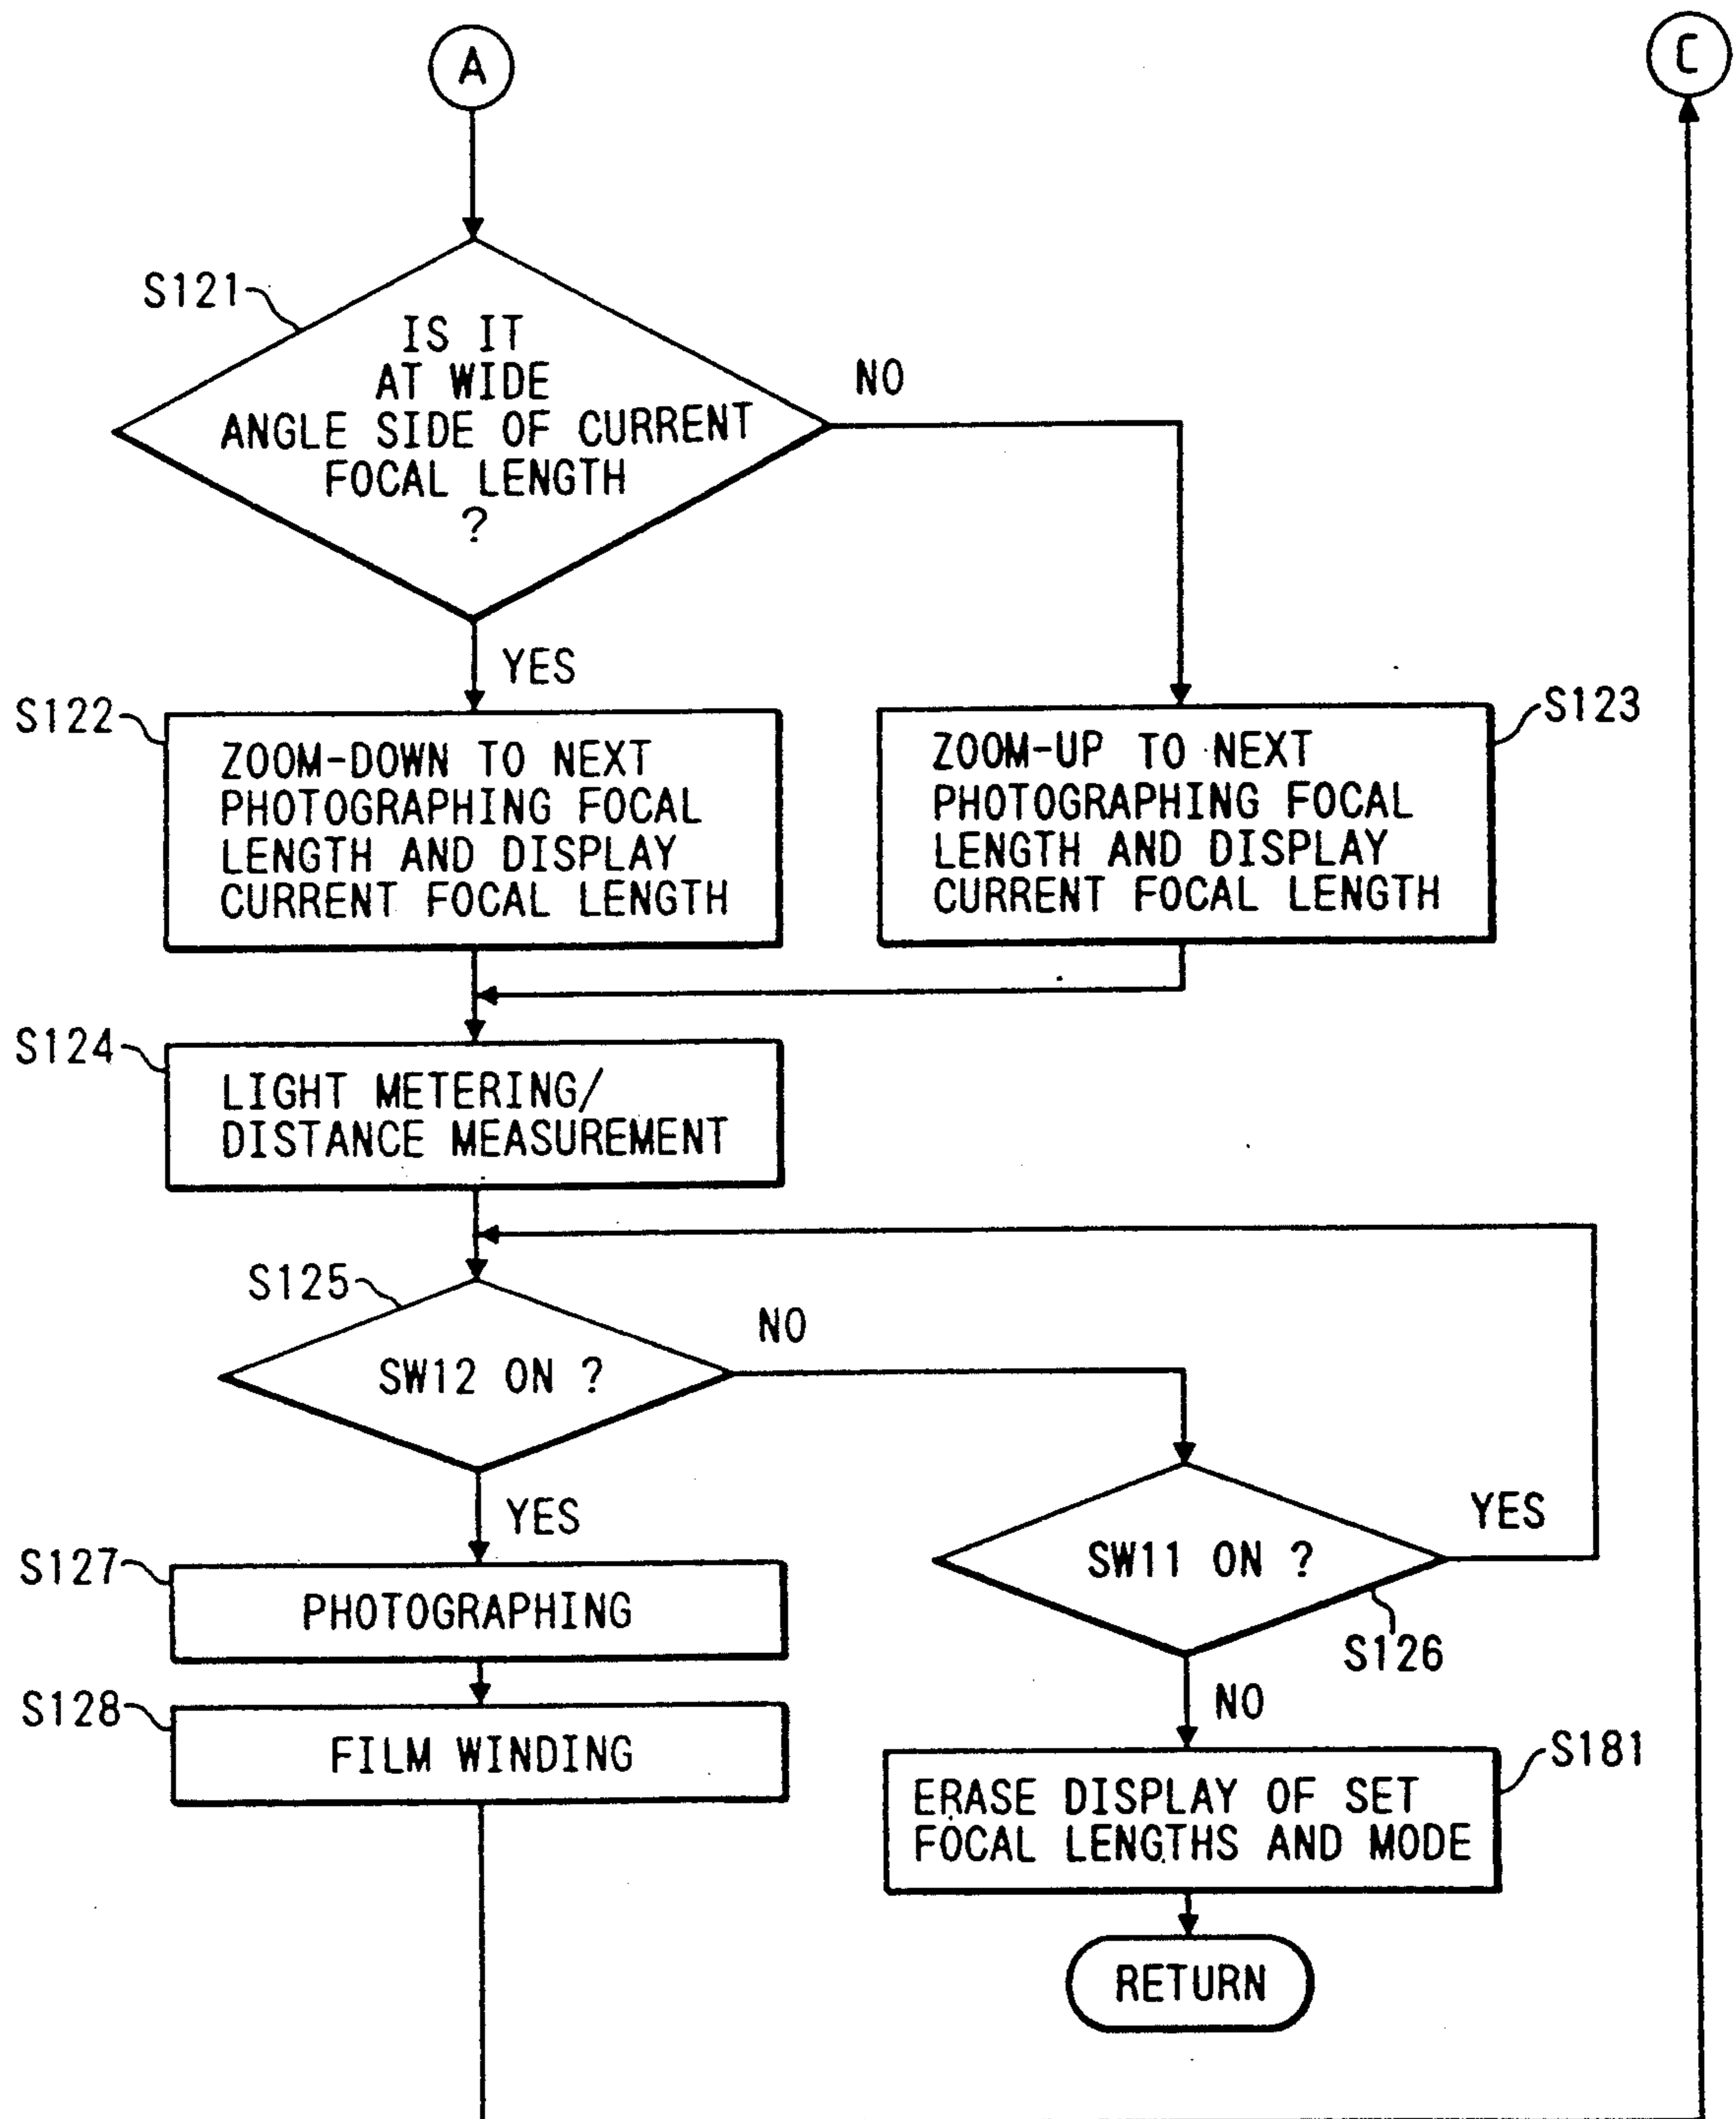 A
C
S121
IS IT
AT WIDE
ANGLE SIDE OF CURRENT
FOCAL LENGTH
?
NO
YES
S122
ZOOM-DOWN TO NEXT
PHOTOGRAPHING FOCAL
LENGTH AND DISPLAY
CURRENT FOCAL LENGTH
S123
ZOOM-UP TO NEXT
PHOTOGRAPHING FOCAL
LENGTH AND DISPLAY
CURRENT FOCAL LENGTH
S124
LIGHT METERING/
DISTANCE MEASUREMENT
S125
SW12 ON ?
NO
YES
SW11 ON ?
YES
S126
NO
S127
PHOTOGRAPHING
S128
FILM WINDING
S181
ERASE DISPLAY OF SET
FOCAL LENGTHS AND MODE
RETURN